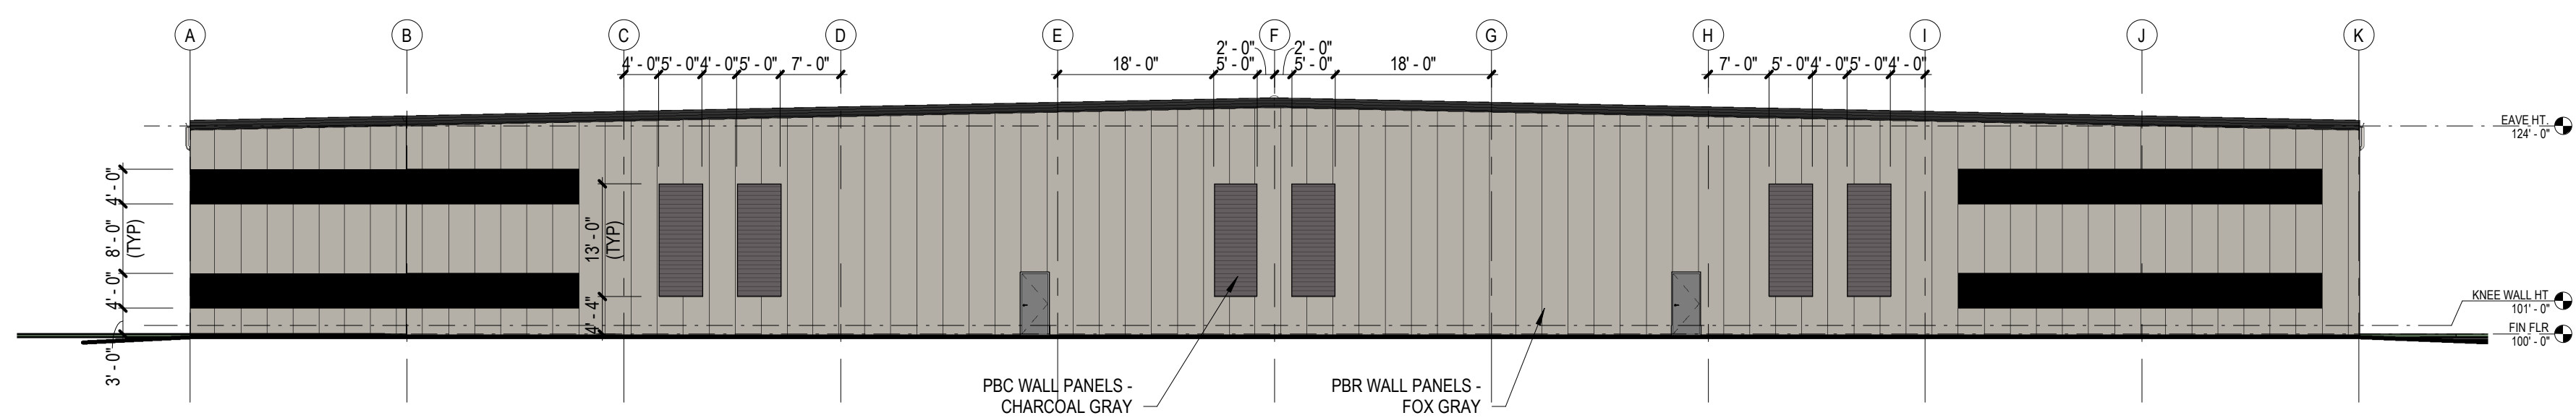 A B C D E F G H I J K
2' - 0" 2' - 0"
4' - 0" 5' - 0" 4' - 0" 5' - 0" 7' - 0" 18' - 0" 5' - 0" 5' - 0" 18' - 0" 7' - 0" 5' - 0" 4' - 0" 5' - 0" 4' - 0"
EAVE HT.
124' - 0"
4' - 0"
8' - 0"
(TYP)
4' - 0"
3' - 0"
13' - 0"
(TYP)
4' - 4"
KNEE WALL HT
101' - 0"
FIN FLR
100' - 0"
PBC WALL PANELS -
CHARCOAL GRAY
PBR WALL PANELS -
FOX GRAY